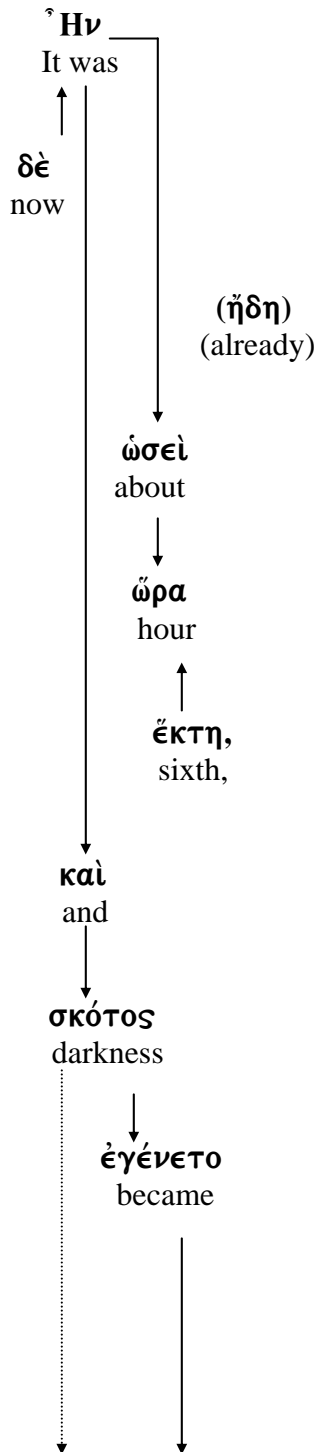 Ἦν
It was
δὲ
now
(ἤδη)
(already)
ὡσεὶ
about
ὥρα
hour
ἕκτη,
sixth,
καὶ
and
σκότος
darkness
ἐγένετο
became